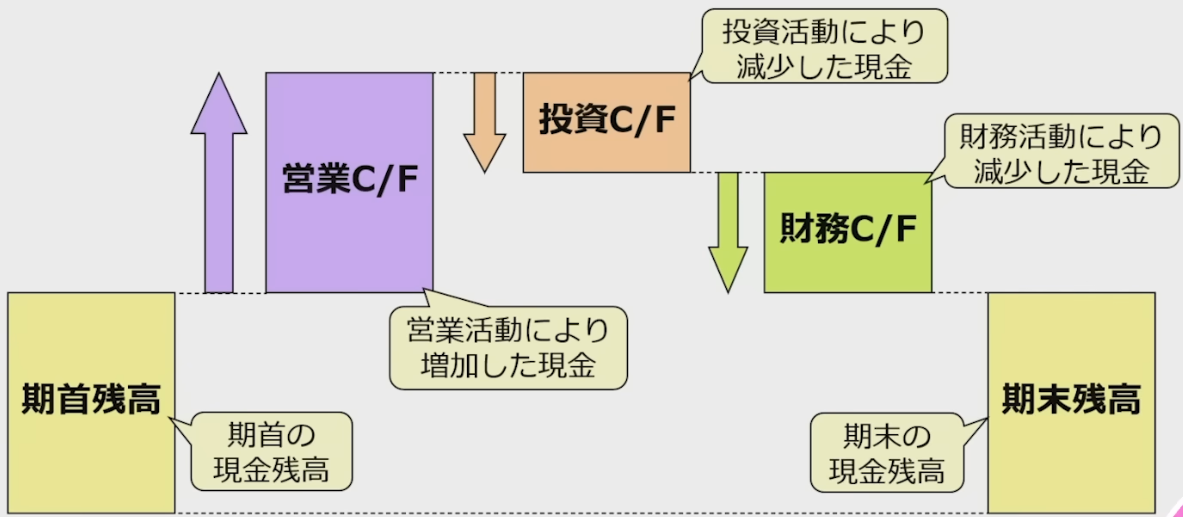 投資活動により
減少した現金
投資C/F
財務活動により
減少した現金
営業C/F
財務C/F
営業活動により
増加した現金
期首残高
期首の
現金残高
期末の
現金残高
期末残高